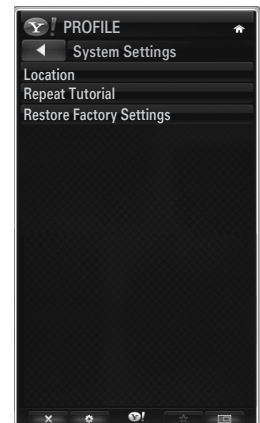 Y! PROFILE
System Settings
Location
Repeat Tutorial
Restore Factory Settings
Y!